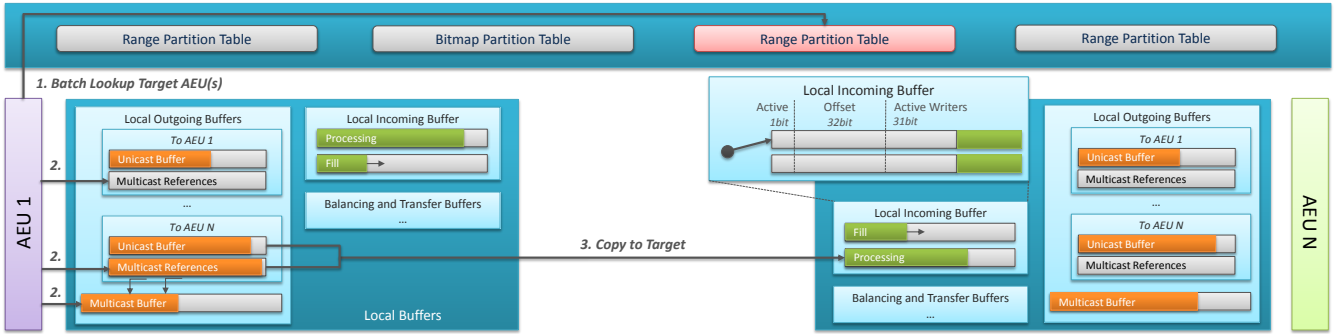 Range Partition Table
Bitmap Partition Table
Range Partition Table
Range Partition Table
1. Batch Lookup Target AEU(s)
AEU 1
2.
2.
2.
Local Outgoing Buffers
To AEU 1
Unicast Buffer
Multicast References
...
To AEU N
Unicast Buffer
Multicast References
Multicast Buffer
Local Incoming Buffer
Processing
Fill
Balancing and Transfer Buffers
...
Local Buffers
3. Copy to Target
Local Incoming Buffer
Active
1bit
Offset
32bit
Active Writers
31bit
Local Incoming Buffer
Fill
Processing
Balancing and Transfer Buffers
...
Local Outgoing Buffers
To AEU 1
Unicast Buffer
Multicast References
...
To AEU N
Unicast Buffer
Multicast References
Multicast Buffer
AEU N